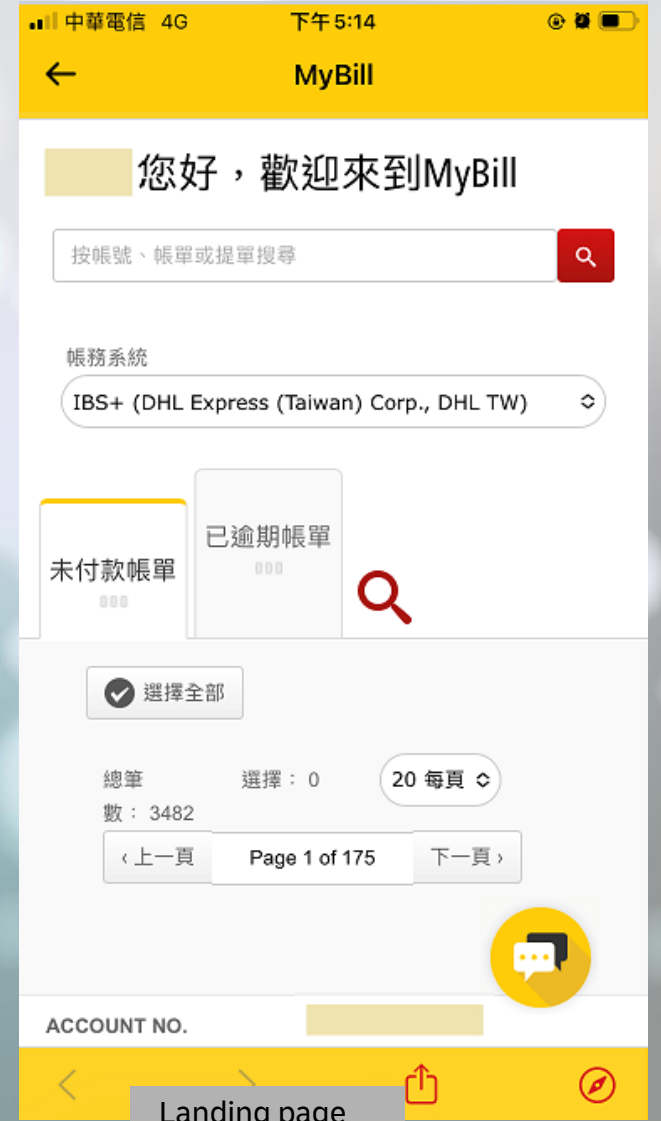 中華電信 4G 下午5:14
MyBill
您好，歡迎來到MyBill
按帳號、帳單或提單搜尋
帳務系統
IBS+ (DHL Express (Taiwan) Corp., DHL TW)
已逾期帳單
未付款帳單
選擇全部
總筆 選擇： 0 20 每頁
數： 3482
‹上一頁 Page 1 of 175 下一頁›
ACCOUNT NO.
Landing page